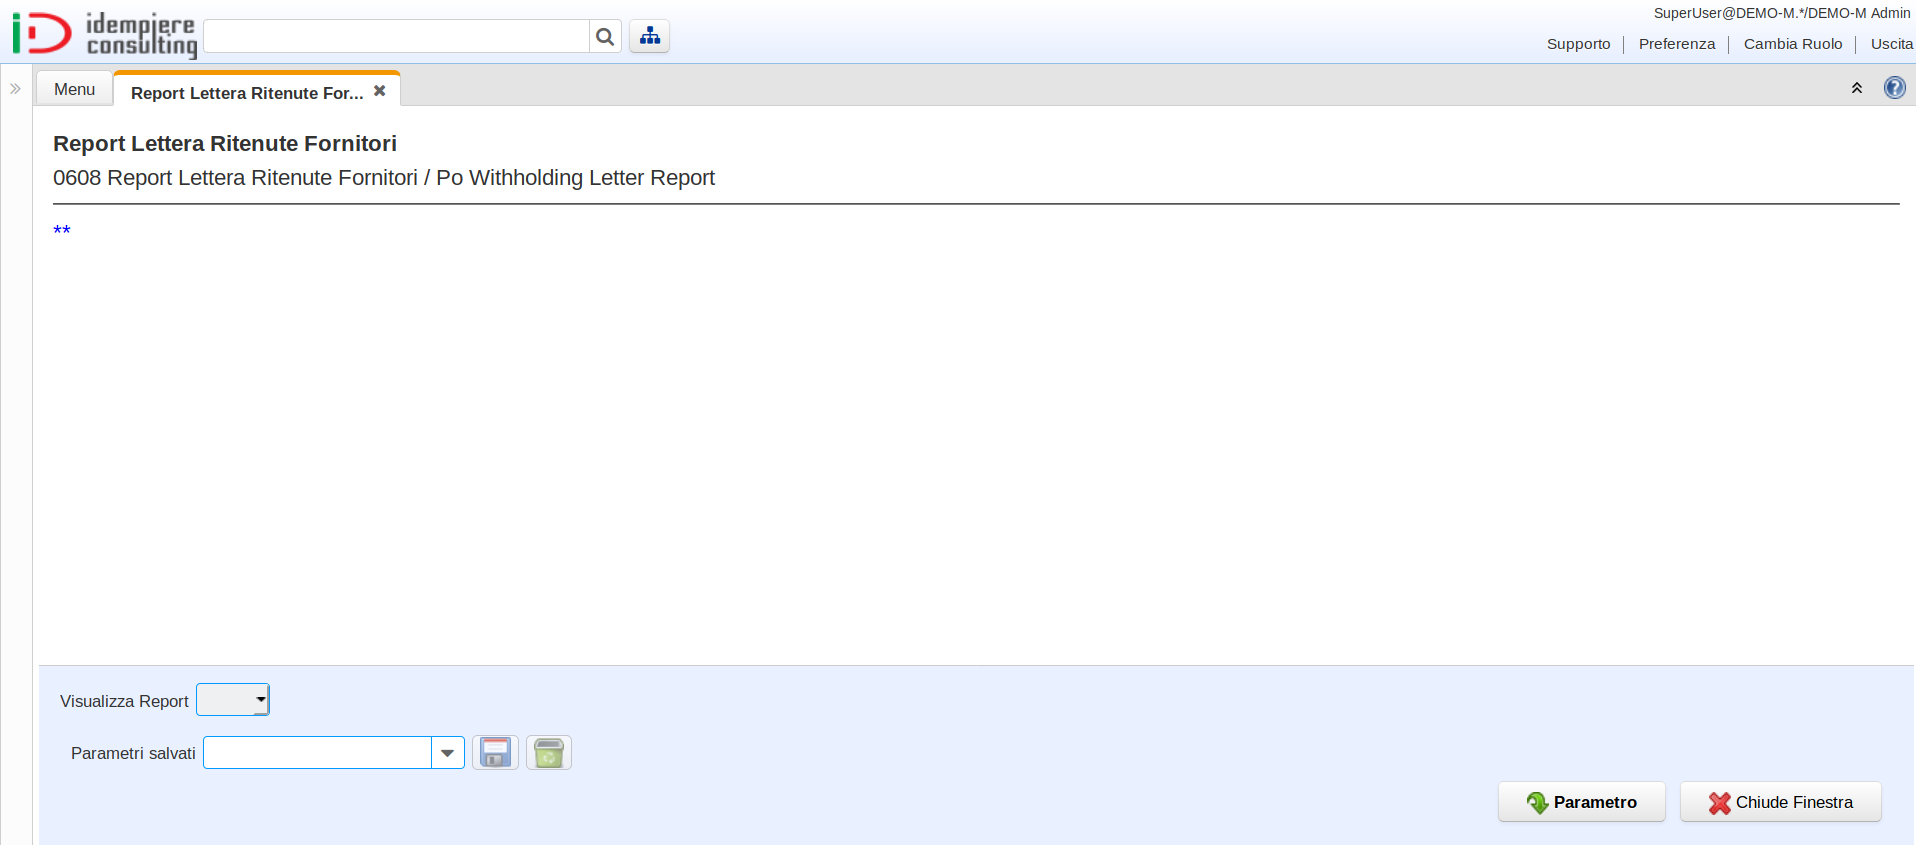 idempiere
consulting
SuperUser@DEMO-M.*/DEMO-M Admin
Supporto
Preferenza
Cambia Ruolo
Uscita
Menu
Report Lettera Ritenute For...
Report Lettera Ritenute Fornitori
0608 Report Lettera Ritenute Fornitori / Po Withholding Letter Report
**
Visualizza Report
Parametri salvati
Parametro
Chiude Finestra